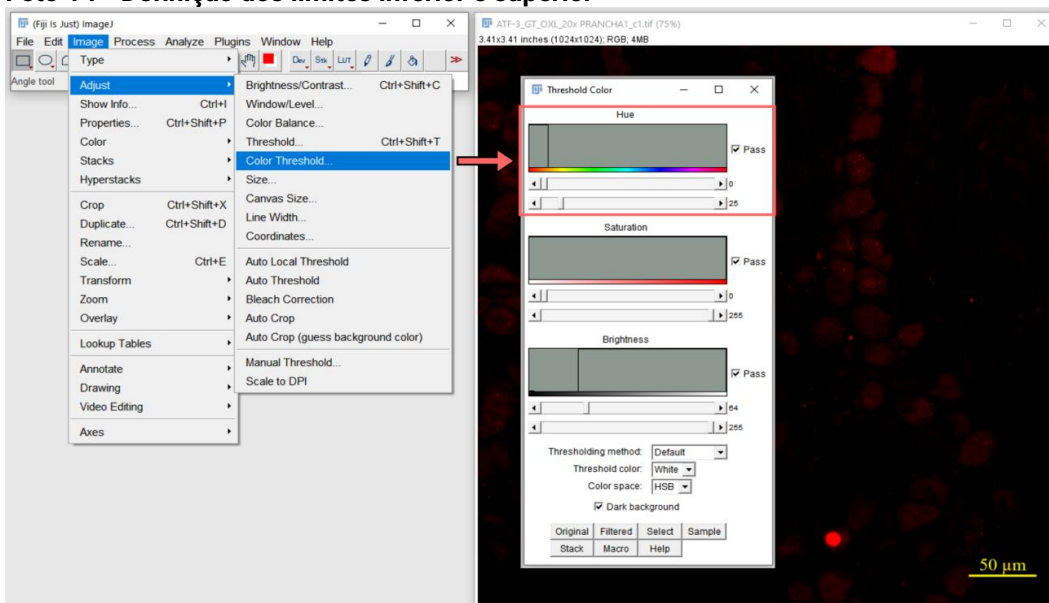 (Fiji Is Just) ImageJ
File Edit Image Process Analyze Plugins Window Help
Dev Stk LUT
Angle tool
Type
Adjust
Show Info... Ctrl+I
Properties... Ctrl+Shift+P
Color
Stacks
Hyperstacks
Crop Ctrl+Shift+X
Duplicate... Ctrl+Shift+D
Rename...
Scale... Ctrl+E
Transform
Zoom
Overlay
Lookup Tables
Annotate
Drawing
Video Editing
Axes
Brightness/Contrast... Ctrl+Shift+C
Window/Level...
Color Balance...
Threshold... Ctrl+Shift+T
Color Threshold...
Size...
Canvas Size...
Line Width...
Coordinates...
Auto Local Threshold
Auto Threshold
Bleach Correction
Auto Crop
Auto Crop (guess background color)
Manual Threshold...
Scale to DPI
ATF-3_GT_OXL_20x PRANCHA1_c1.tif (75%)
3.41x3.41 inches (1024x1024); RGB; 4MB
Threshold Color
Hue
Pass
0
25
Saturation
Pass
0
255
Brightness
Pass
64
255
Thresholding method: Default
Threshold color: White
Color space: HSB
Dark background
Original Filtered Select Sample
Stack Macro Help
50 µm